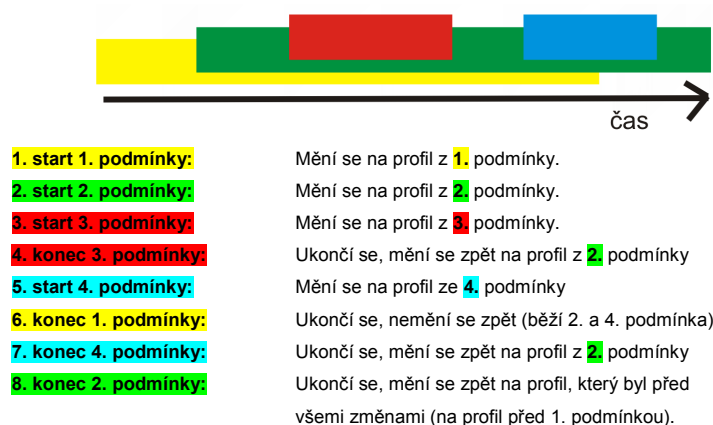 čas
1. start 1. podmínky: Mění se na profil z 1. podmínky.
2. start 2. podmínky: Mění se na profil z 2. podmínky.
3. start 3. podmínky: Mění se na profil z 3. podmínky.
4. konec 3. podmínky: Ukončí se, mění se zpět na profil z 2. podmínky
5. start 4. podmínky: Mění se na profil ze 4. podmínky
6. konec 1. podmínky: Ukončí se, nemění se zpět (běží 2. a 4. podmínka)
7. konec 4. podmínky: Ukončí se, mění se zpět na profil z 2. podmínky
8. konec 2. podmínky: Ukončí se, mění se zpět na profil, který byl před
všemi změnami (na profil před 1. podmínkou).